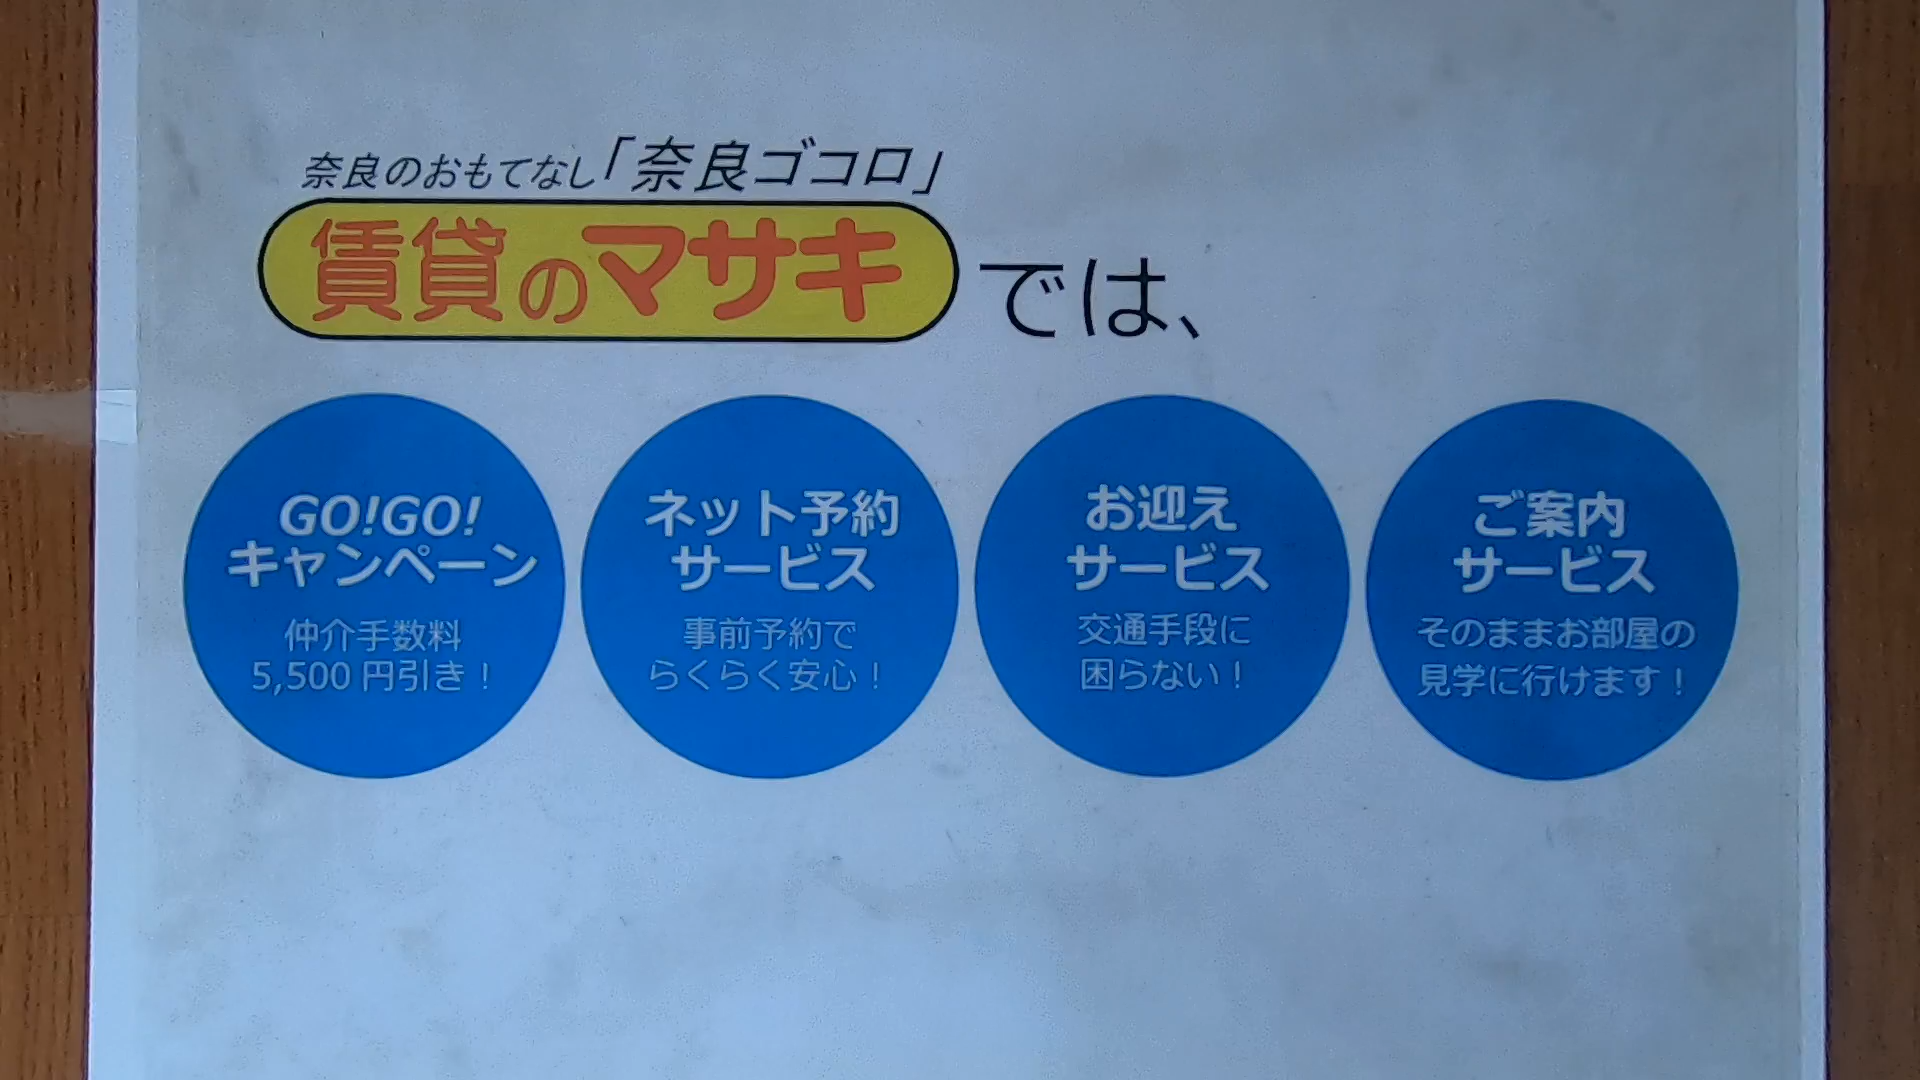 奈良のおもてなし「奈良ゴコロ」
賃貸のマサキでは、
GO!GO!
キャンペーン
仲介手数料
5,500円引き！
ネット予約
サービス
事前予約で
らくらく安心！
お迎え
サービス
交通手段に
困らない！
ご案内
サービス
そのままお部屋の
見学に行けます！